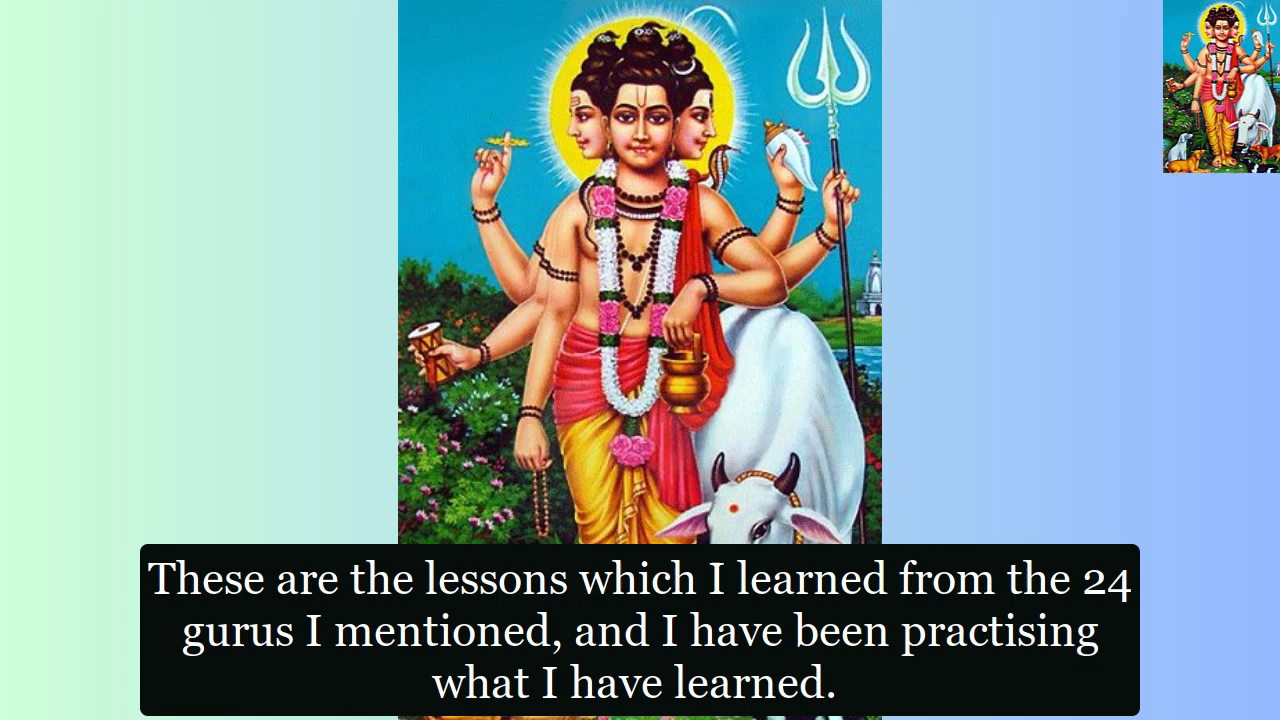 These are the lessons which I learned from the 24
gurus I mentioned, and I have been practising
what I have learned.